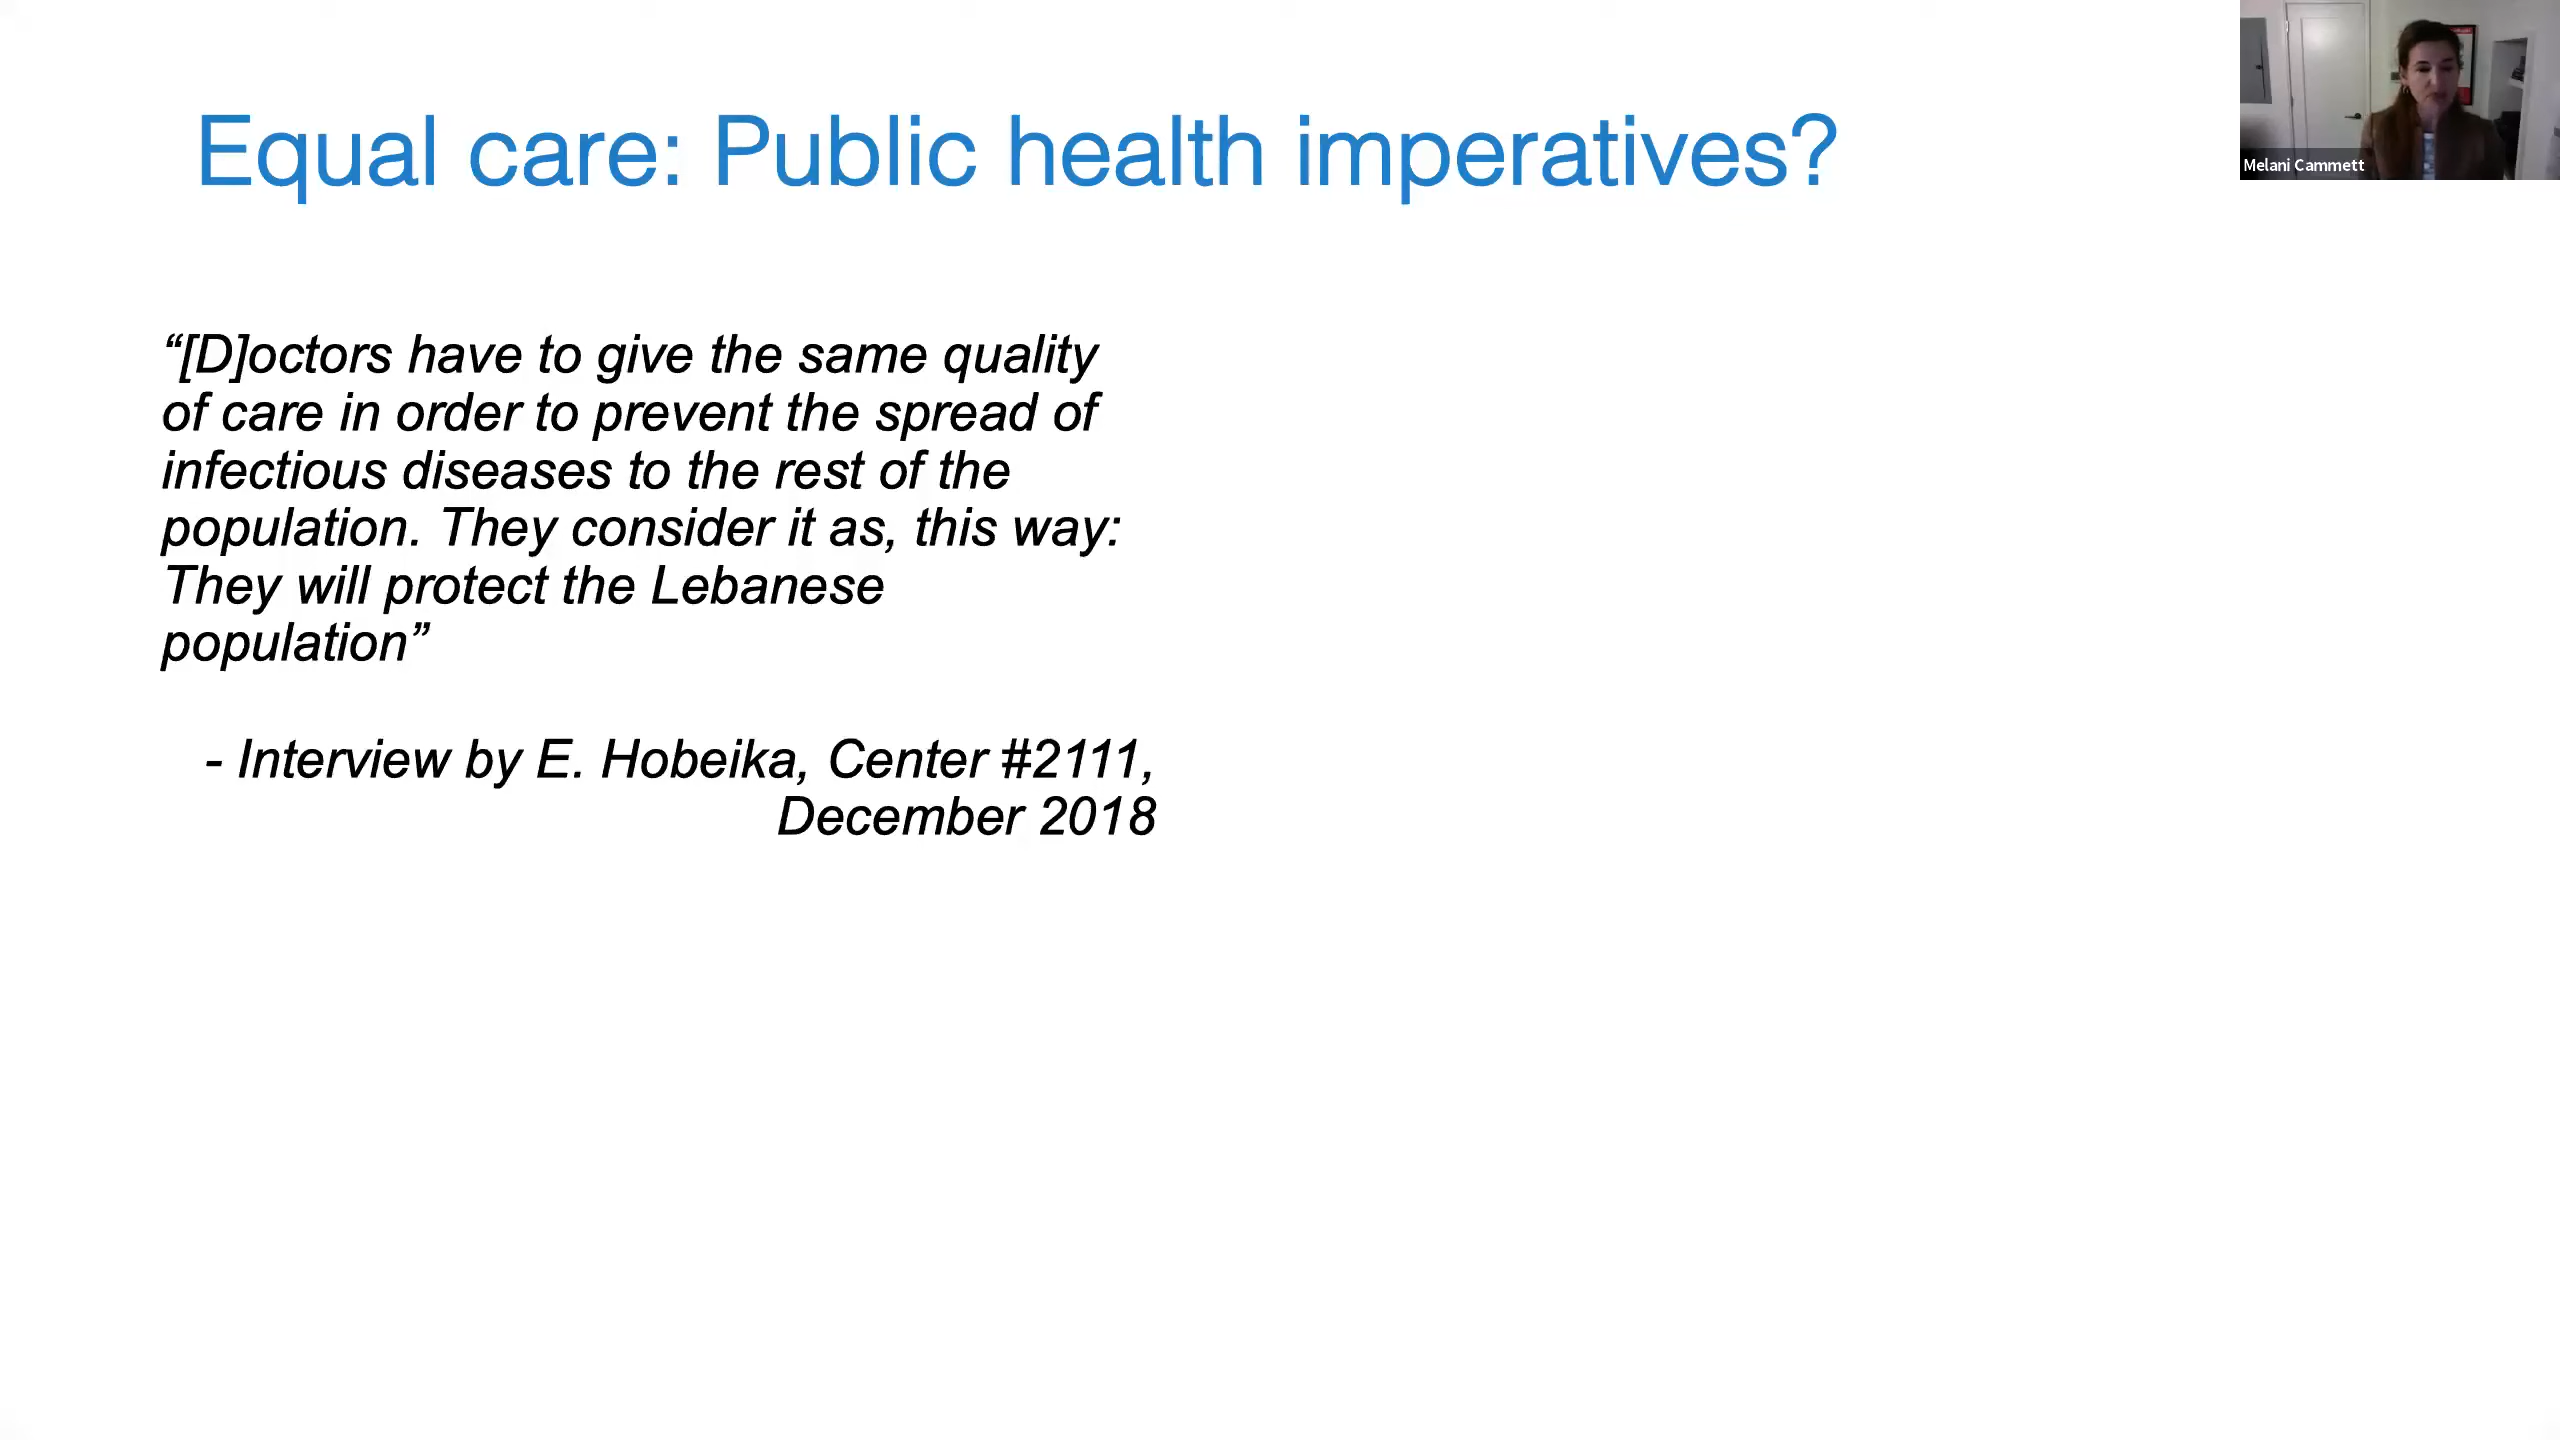 Equal care: Public health imperatives?
“[D]octors have to give the same quality
of care in order to prevent the spread of
infectious diseases to the rest of the
population. They consider it as, this way:
They will protect the Lebanese
population”
- Interview by E. Hobeika, Center #2111,
December 2018
Melani Cammett